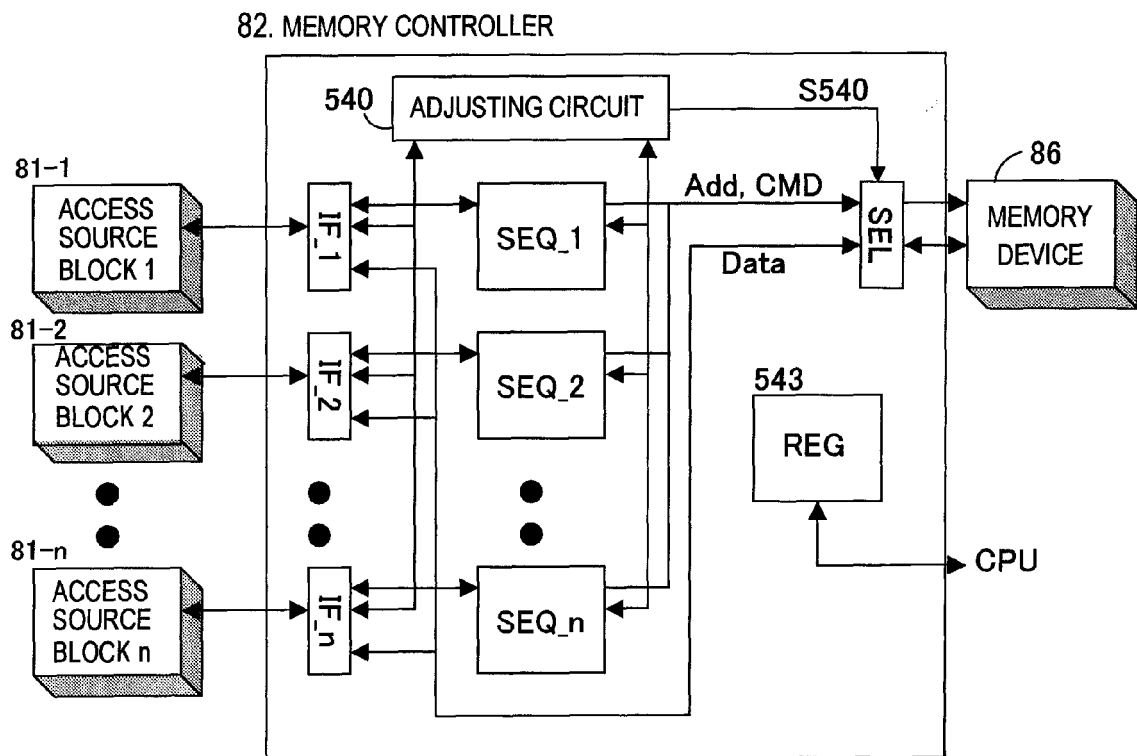 82. MEMORY CONTROLLER
540
ADJUSTING CIRCUIT
S540
81-1
ACCESS
SOURCE
BLOCK 1
IF_1
SEQ_1
Add, CMD
Data
SEL
86
MEMORY
DEVICE
81-2
ACCESS
SOURCE
BLOCK 2
IF_2
SEQ_2
543
REG
81-n
ACCESS
SOURCE
BLOCK n
IF_n
SEQ_n
CPU